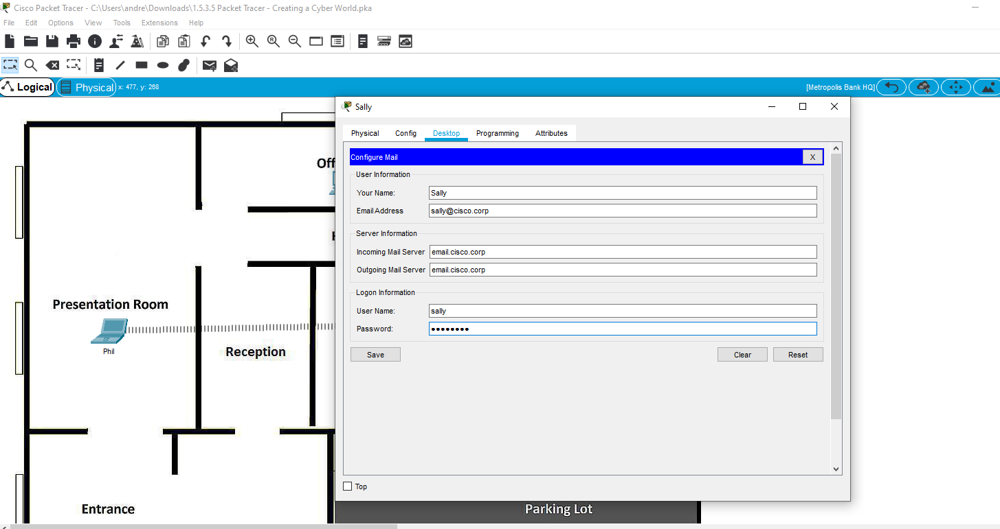 Cisco Packet Tracer - C:\Users\andre\Downloads\1.5.3.5 Packet Tracer - Creating a Cyber World.pka
File Edit Options View Tools Extensions Help
Logical Physical x: 477, y: 268 [Metropolis Bank HQ]
Sally
Physical Config Desktop Programming Attributes
Configure Mail X
User Information
Your Name: Sally
Email Address sally@cisco.corp
Server Information
Incoming Mail Server email.cisco.corp
Outgoing Mail Server email.cisco.corp
Logon Information
User Name: sally
Password: ••••••••
Save Clear Reset
Top
Off
Presentation Room
Phil
Reception
Entrance
Parking Lot